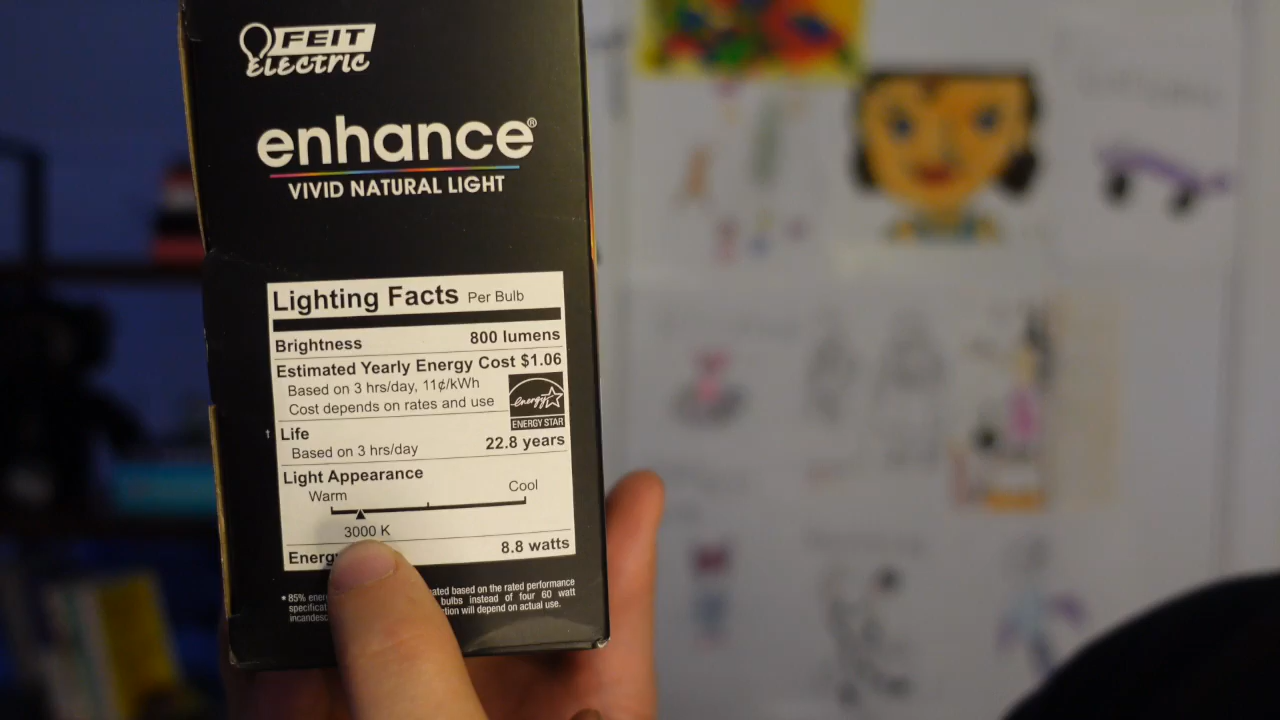 FEIT
ELECTRIC
enhance®
VIVID NATURAL LIGHT
Lighting Facts Per Bulb
Brightness 800 lumens
Estimated Yearly Energy Cost $1.06
Based on 3 hrs/day, 11¢/kWh
Cost depends on rates and use
energy
ENERGY STAR
Life
Based on 3 hrs/day 22.8 years
Light Appearance
Warm Cool
3000 K
8.8 watts
*85% based on the rated performance
bulbs instead of four 60 watt
will depend on actual use.